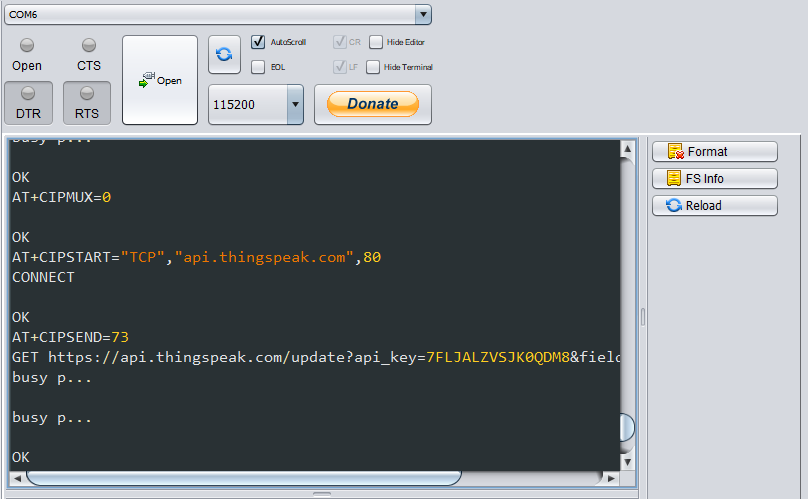 COM6
Open
CTS
DTR
RTS
Open
AutoScroll
CR
Hide Editor
EOL
LF
Hide Terminal
115200
Donate
busy p...
OK
AT+CIPMUX=0
OK
AT+CIPSTART="TCP","api.thingspeak.com",80
CONNECT
OK
AT+CIPSEND=73
GET https://api.thingspeak.com/update?api_key=7FLJALZVSJK0QDM8&field
busy p...
busy p...
OK
Format
FS Info
Reload